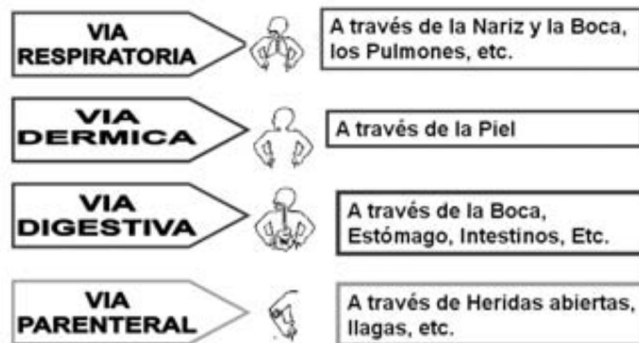 VIA
RESPIRATORIA
A través de la Nariz y la Boca,
los Pulmones, etc.
VIA
DERMICA
A través de la Piel
VIA
DIGESTIVA
A través de la Boca,
Estómago, Intestinos, Etc.
VIA
PARENTERAL
A través de Heridas abiertas,
llagas, etc.